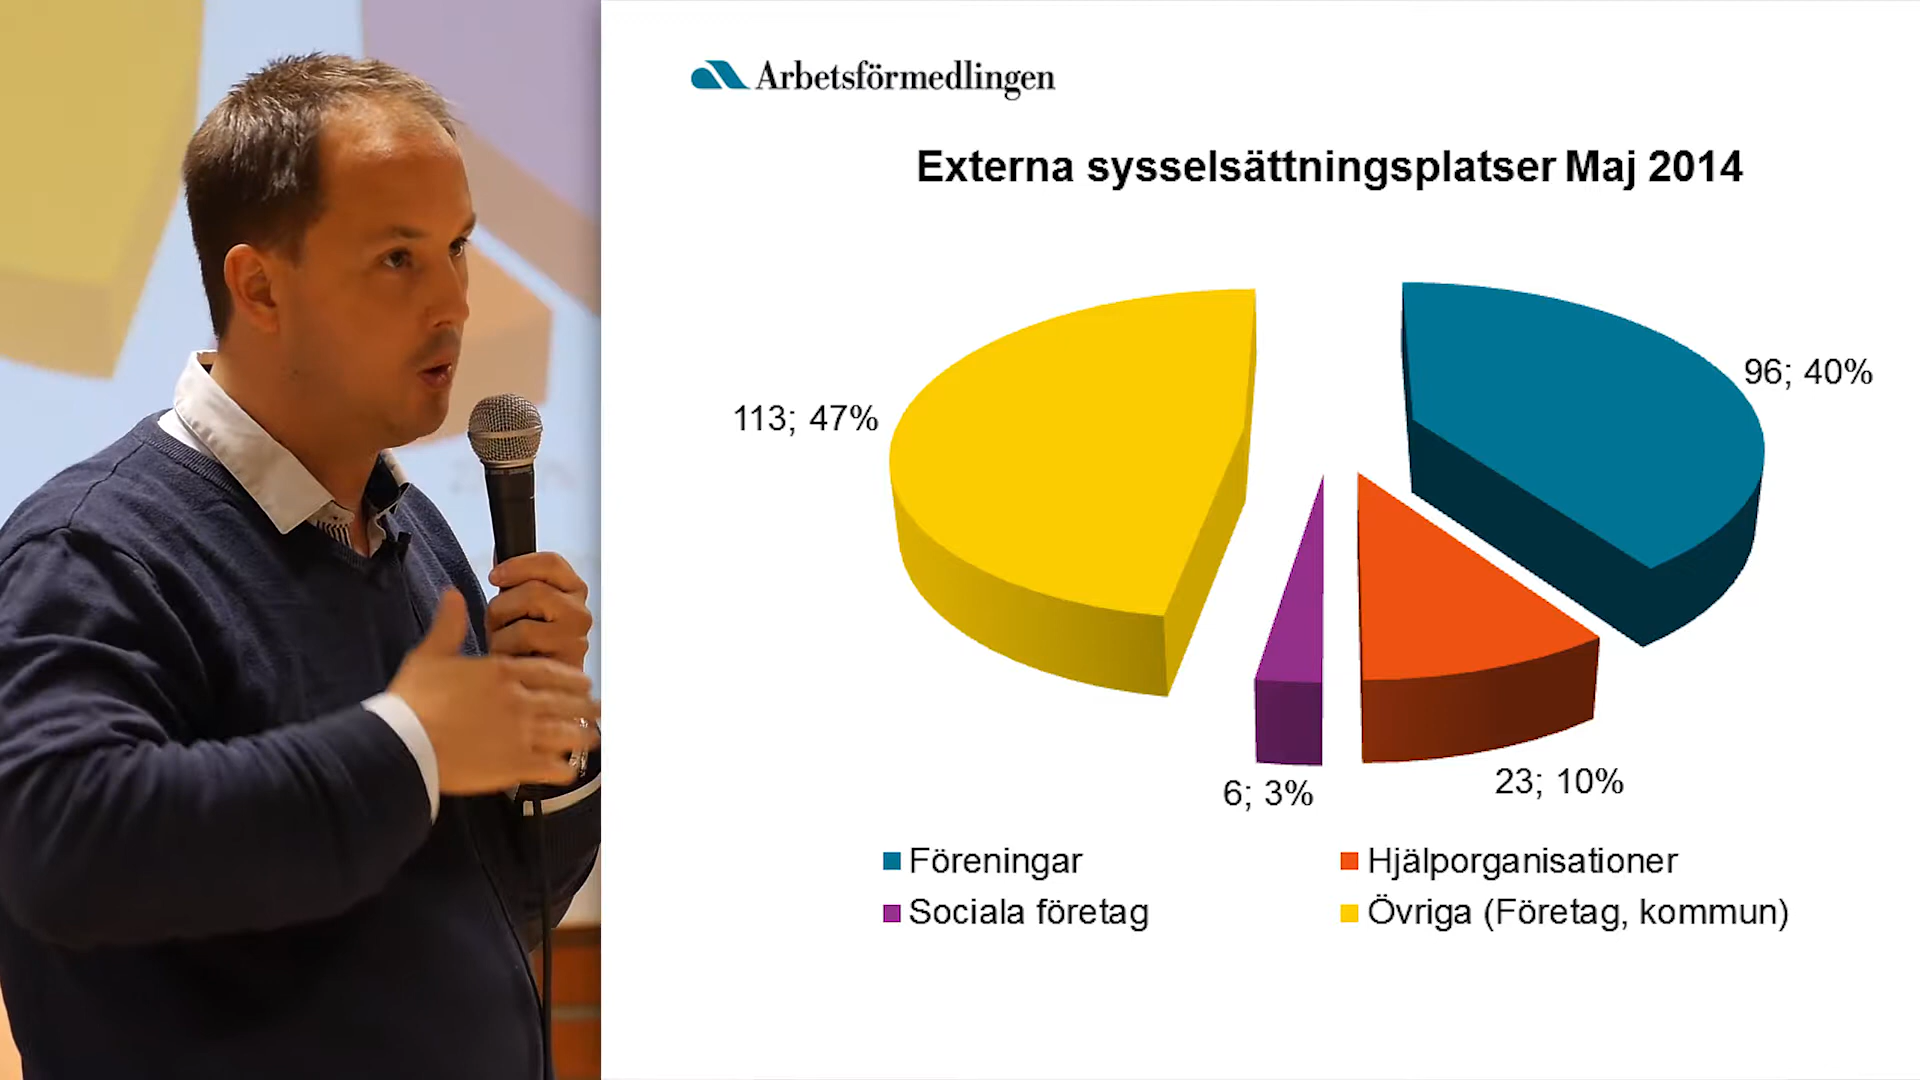 Arbetsförmedlingen
Externa sysselsättningsplatser Maj 2014
96; 40%
113; 47%
23; 10%
6; 3%
Föreningar
Hjälporganisationer
Sociala företag
Övriga (Företag, kommun)